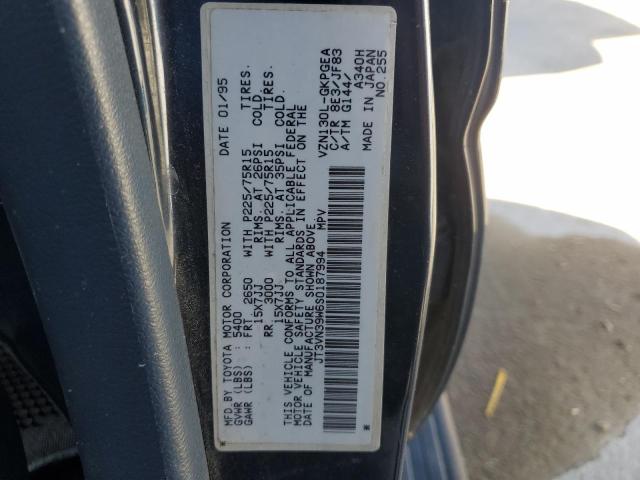 MFD.BY TOYOTA MOTOR CORPORATION DATE 01/95
GVWR (LBS) : 5400
GAWR (LBS) : FRT 2650 WITH P225/75R15 TIRES.
15X7JJ RIMS. AT 26PSI COLD.
RR 3000 WITH P225/75R15 TIRES.
15X7JJ RIMS. AT 35PSI COLD.
THIS VEHICLE CONFORMS TO ALL APPLICABLE FEDERAL
MOTOR VEHICLE SAFETY STANDARDS IN EFFECT ON THE
DATE OF MANUFACTURE SHOWN ABOVE.
JT3VN39W6S0187994 MPV
VZN130L-GKPGEA
C/TR 8E3/JF83
A/TM G144/
A340H
MADE IN JAPAN
NO.255